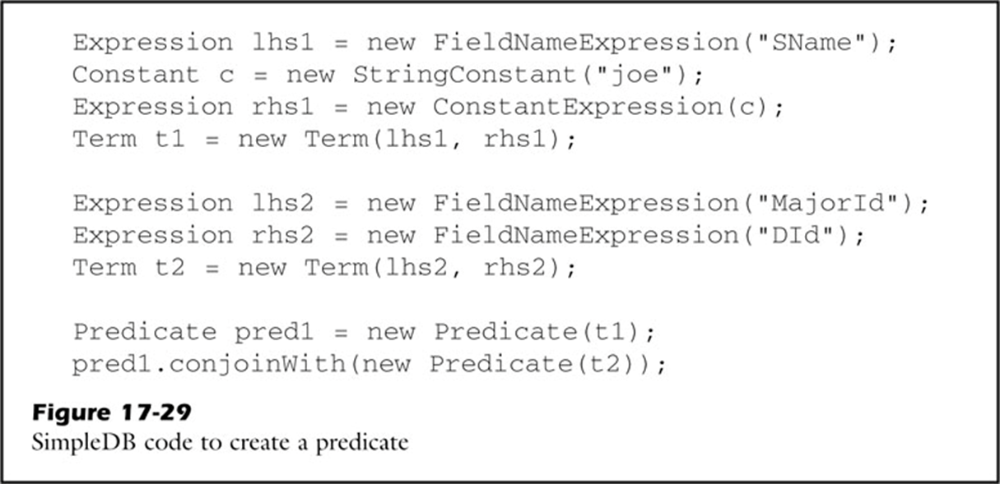 Expression lhs1 = new FieldNameExpression("SName");
Constant c = new StringConstant("joe");
Expression rhs1 = new ConstantExpression(c);
Term t1 = new Term(lhs1, rhs1);
Expression lhs2 = new FieldNameExpression("MajorId");
Expression rhs2 = new FieldNameExpression("DId");
Term t2 = new Term(lhs2, rhs2);
Predicate pred1 = new Predicate(t1);
pred1.conjoinWith(new Predicate(t2));
Figure 17-29
SimpleDB code to create a predicate